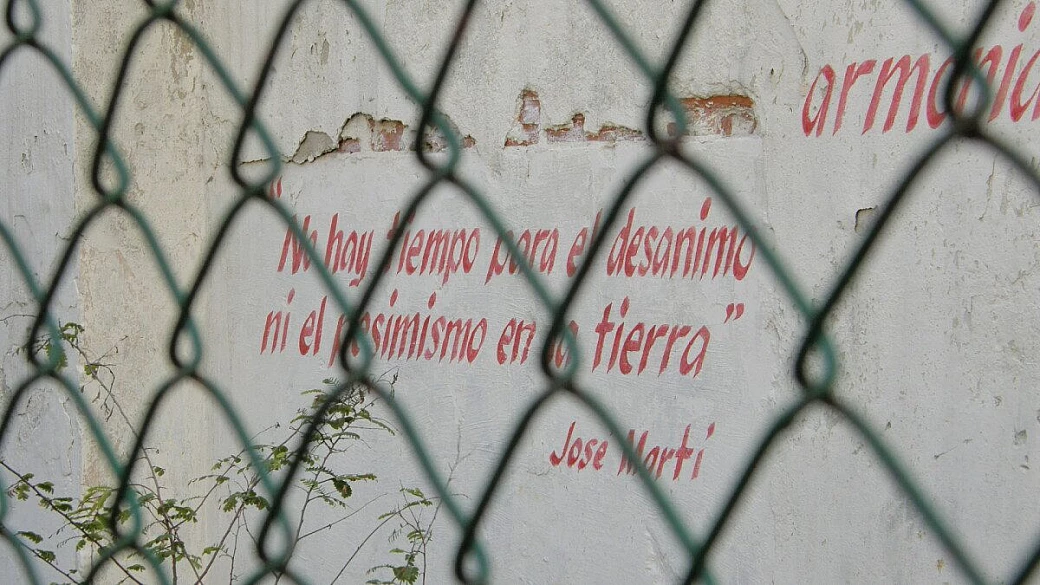 armonia
"No hay tiempo para el desanimo
ni el pesimismo en la tierra"
Jose Marti